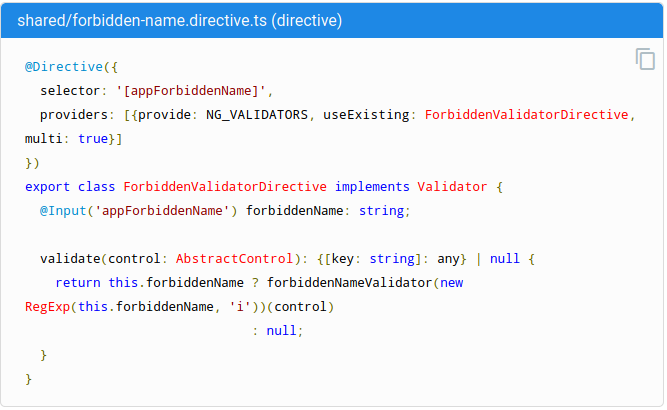 shared/forbidden-name.directive.ts (directive)
@Directive({
  selector: '[appForbiddenName]',
  providers: [{provide: NG_VALIDATORS, useExisting: ForbiddenValidatorDirective,
multi: true}]
})
export class ForbiddenValidatorDirective implements Validator {
  @Input('appForbiddenName') forbiddenName: string;

  validate(control: AbstractControl): {[key: string]: any} | null {
    return this.forbiddenName ? forbiddenNameValidator(new
RegExp(this.forbiddenName, 'i'))(control)
                              : null;
  }
}